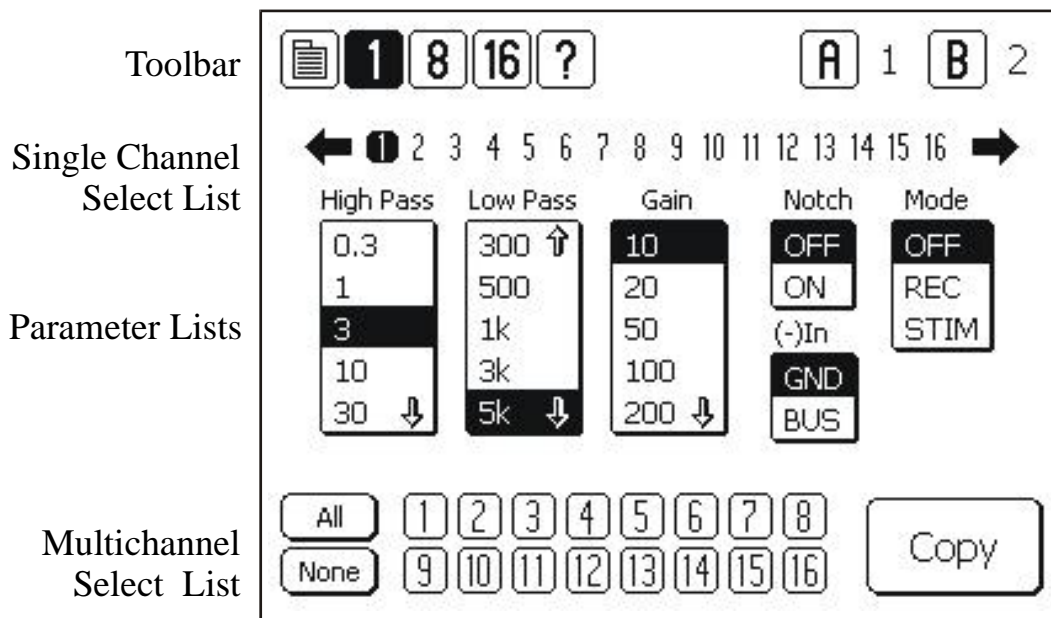 Toolbar
1 8 16 ? A 1 B 2
Single Channel
Select List
1 2 3 4 5 6 7 8 9 10 11 12 13 14 15 16
High Pass Low Pass Gain Notch Mode
0.3 300 10 OFF OFF
1 500 20 ON REC
Parameter Lists
3 1k 50 (-)In STIM
10 3k 100 GND
30 5k 200 BUS
Multichannel
Select List
All 1 2 3 4 5 6 7 8
None 9 10 11 12 13 14 15 16
Copy